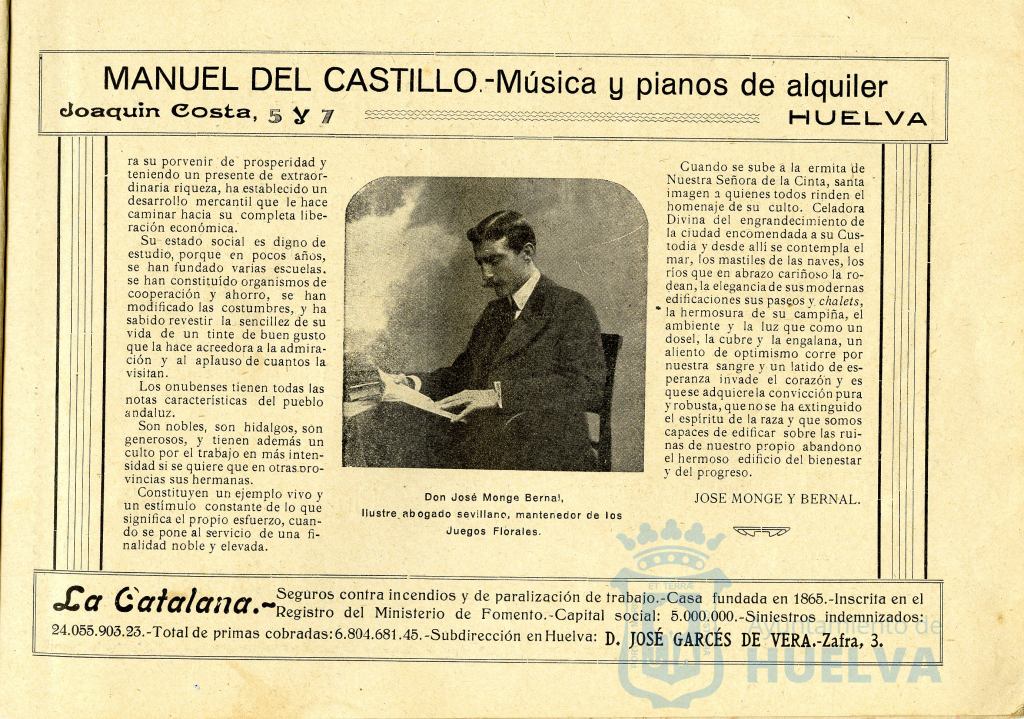 MANUEL DEL CASTILLO.-Música y pianos de alquiler
Joaquin Costa, 5 y 7 HUELVA
ra su porvenir de prosperidad y
teniendo un presente de extraor-
dinaria riqueza, ha establecido un
desarrollo mercantil que le hace
caminar hacia su completa libe-
ración económica.
Su estado social es digno de
estudio, porque en pocos años,
se han fundado varias escuelas.
se han constituído organismos de
cooperación y ahorro, se han
modificado las costumbres, y ha
sabido revestir la sencillez de su
vida de un tinte de buen gusto
que la hace acreedora a la admira-
ción y al aplauso de cuantos la
visitan.
Los onubenses tienen todas las
notas características del pueblo
andaluz.
Son nobles, son hidalgos, son
generosos, y tienen además un
culto por el trabajo en más inten-
sidad si se quiere que en otras pro-
vincias sus hermanas.
Constituyen un ejemplo vivo y
un estímulo constante de lo que
significa el propio esfuerzo, cuan-
do se pone al servicio de una fi-
nalidad noble y elevada.
Don José Monge Bernal,
Ilustre abogado sevillano, mantenedor de los
Juegos Florales.
Cuando se sube a la ermita de
Nuestra Señora de la Cinta, santa
imagen a quienes todos rinden el
homenaje de su culto. Celadora
Divina del engrandecimiento de
la ciudad encomendada a su Cus-
todia y desde allí se contempla el
mar, los mastiles de las naves, los
ríos que en abrazo cariñoso la ro-
dean, la elegancia de sus modernas
edificaciones sus paseos y chalets,
la hermosura de su campiña, el
ambiente y la luz que como un
dosel, la cubre y la engalana, un
aliento de optimismo corre por
nuestra sangre y un latido de es-
peranza invade el corazón y es
que se adquiere la convicción pura
y robusta, que no se ha extinguido
el espíritu de la raza y que somos
capaces de edificar sobre las rui-
nas de nuestro propio abandono
el hermoso edificio del bienestar
y del progreso.
JOSE MONGE Y BERNAL.
La Catalana.-Seguros contra incendios y de paralización de trabajo.-Casa fundada en 1865.-Inscrita en el
Registro del Ministerio de Fomento.-Capital social: 5.000.000.-Siniestros indemnizados:
24.055.903.23.-Total de primas cobradas: 6.804.681.45.-Subdirección en Huelva: D. JOSÉ GARCÉS DE VERA.-Zafra, 3.
Ayuntamiento de
HUELVA